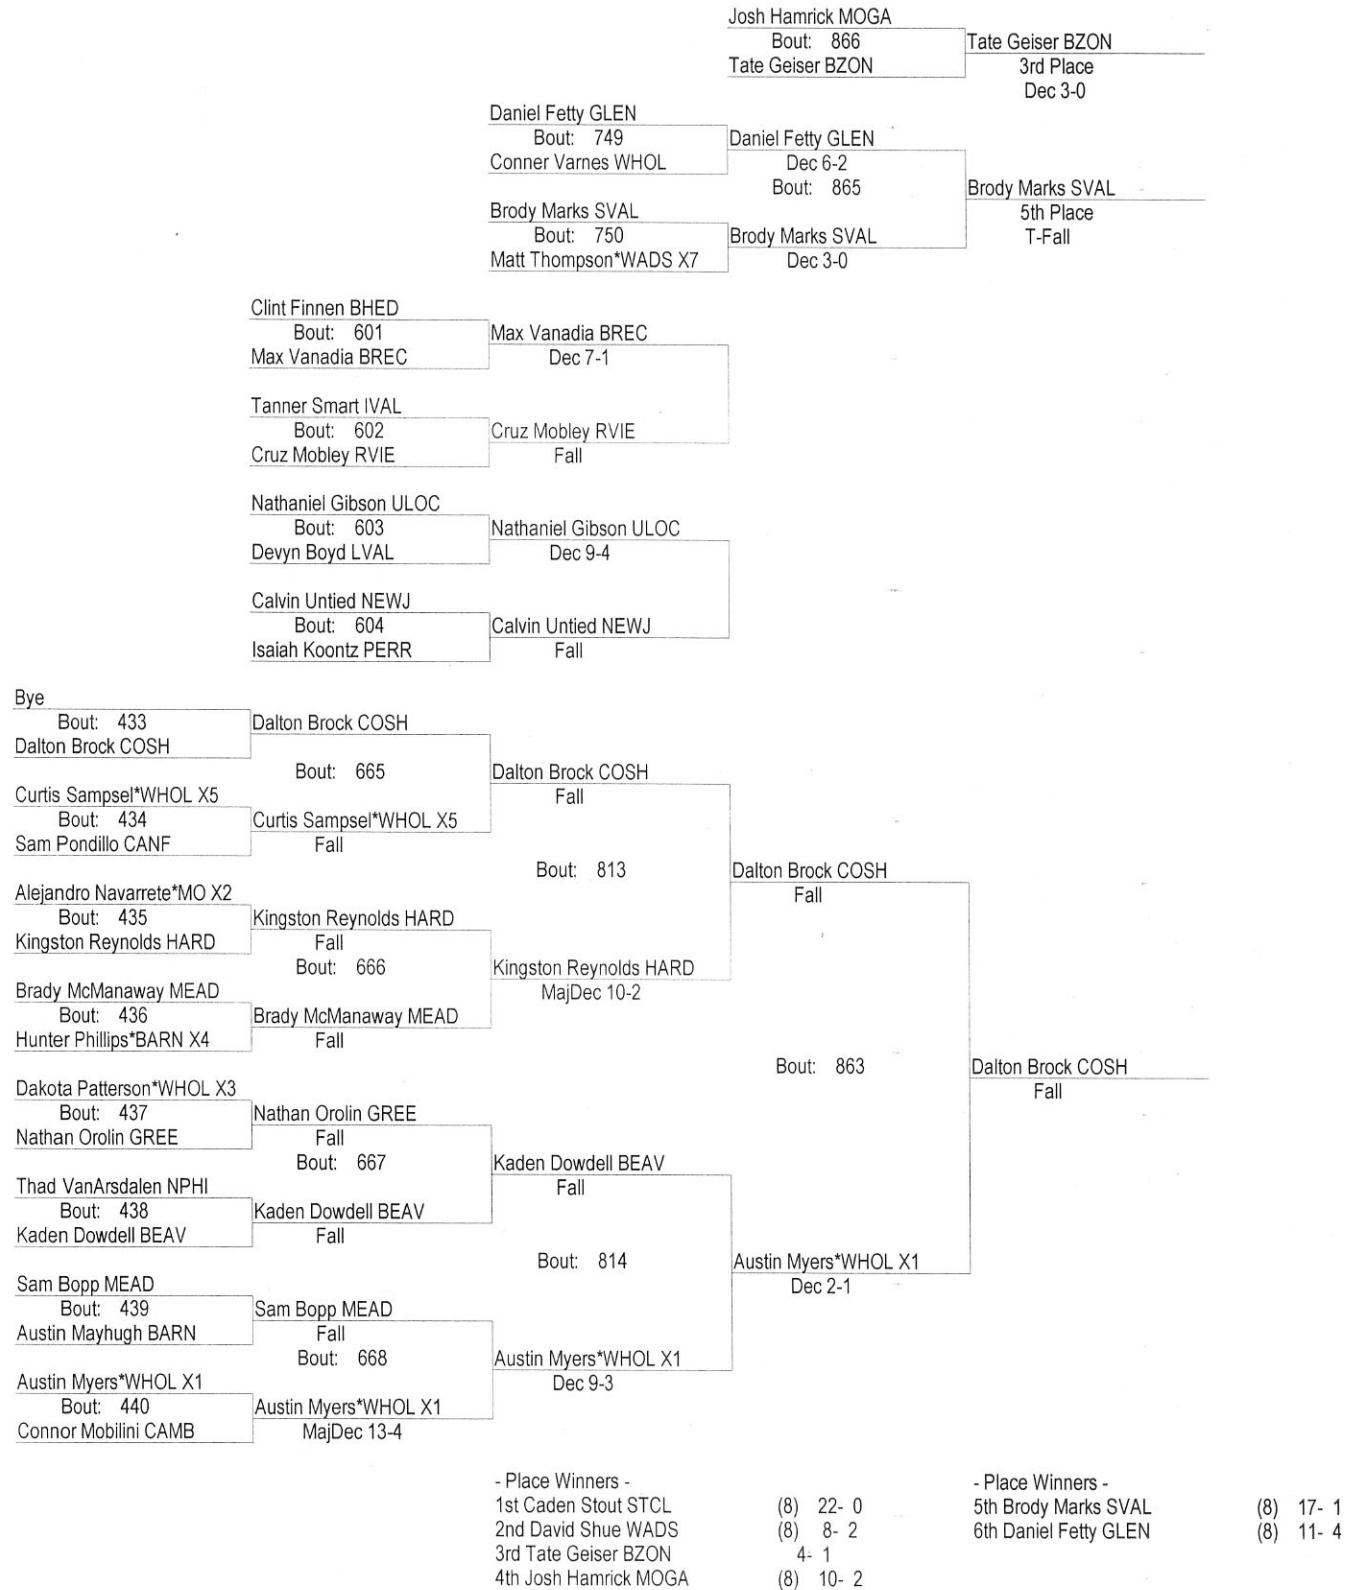 Josh Hamrick MOGA
Bout: 866
Tate Geiser BZON
Tate Geiser BZON
3rd Place
Dec 3-0
Daniel Fetty GLEN
Bout: 749
Conner Varnes WHOL
Daniel Fetty GLEN
Dec 6-2
Bout: 865
Brody Marks SVAL
Bout: 750
Matt Thompson*WADS X7
Brody Marks SVAL
Dec 3-0
Brody Marks SVAL
5th Place
T-Fall
Clint Finnen BHED
Bout: 601
Max Vanadia BREC
Max Vanadia BREC
Dec 7-1
Tanner Smart IVAL
Bout: 602
Cruz Mobley RVIE
Cruz Mobley RVIE
Fall
Nathaniel Gibson ULOC
Bout: 603
Devyn Boyd LVAL
Nathaniel Gibson ULOC
Dec 9-4
Calvin Untied NEWJ
Bout: 604
Isaiah Koontz PERR
Calvin Untied NEWJ
Fall
Bye
Bout: 433
Dalton Brock COSH
Dalton Brock COSH
Bout: 665
Curtis Sampsel*WHOL X5
Bout: 434
Sam Pondillo CANF
Curtis Sampsel*WHOL X5
Fall
Dalton Brock COSH
Fall
Bout: 813
Alejandro Navarrete*MO X2
Bout: 435
Kingston Reynolds HARD
Kingston Reynolds HARD
Fall
Bout: 666
Brady McManaway MEAD
Bout: 436
Hunter Phillips*BARN X4
Brady McManaway MEAD
Fall
Kingston Reynolds HARD
MajDec 10-2
Dalton Brock COSH
Fall
Bout: 863
Dalton Brock COSH
Fall
Dakota Patterson*WHOL X3
Bout: 437
Nathan Orolin GREE
Nathan Orolin GREE
Fall
Bout: 667
Thad VanArsdalen NPHI
Bout: 438
Kaden Dowdell BEAV
Kaden Dowdell BEAV
Fall
Kaden Dowdell BEAV
Fall
Bout: 814
Sam Bopp MEAD
Bout: 439
Austin Mayhugh BARN
Sam Bopp MEAD
Fall
Bout: 668
Austin Myers*WHOL X1
Bout: 440
Connor Mobilini CAMB
Austin Myers*WHOL X1
MajDec 13-4
Austin Myers*WHOL X1
Dec 9-3
Austin Myers*WHOL X1
Dec 2-1
- Place Winners -
1st Caden Stout STCL (8) 22- 0
2nd David Shue WADS (8) 8- 2
3rd Tate Geiser BZON 4- 1
4th Josh Hamrick MOGA (8) 10- 2
- Place Winners -
5th Brody Marks SVAL (8) 17- 1
6th Daniel Fetty GLEN (8) 11- 4